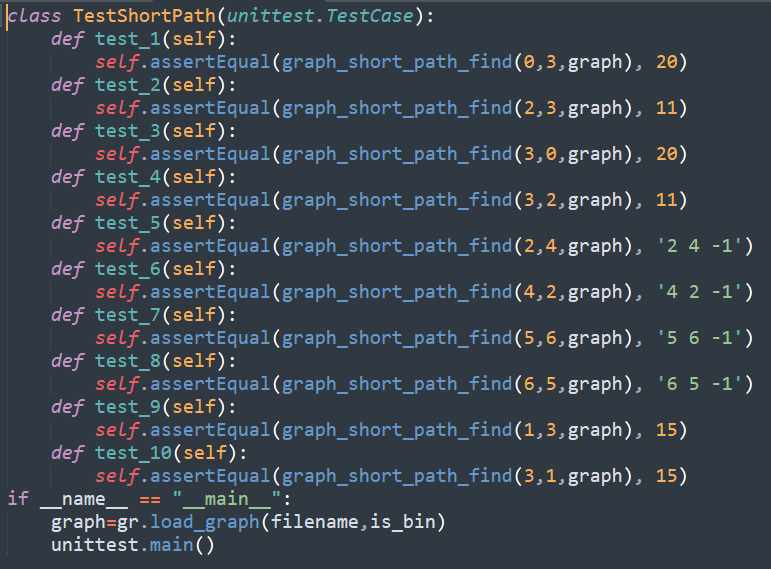 class TestShortPath(unittest.TestCase):
    def test_1(self):
        self.assertEqual(graph_short_path_find(0,3,graph), 20)
    def test_2(self):
        self.assertEqual(graph_short_path_find(2,3,graph), 11)
    def test_3(self):
        self.assertEqual(graph_short_path_find(3,0,graph), 20)
    def test_4(self):
        self.assertEqual(graph_short_path_find(3,2,graph), 11)
    def test_5(self):
        self.assertEqual(graph_short_path_find(2,4,graph), '2 4 -1')
    def test_6(self):
        self.assertEqual(graph_short_path_find(4,2,graph), '4 2 -1')
    def test_7(self):
        self.assertEqual(graph_short_path_find(5,6,graph), '5 6 -1')
    def test_8(self):
        self.assertEqual(graph_short_path_find(6,5,graph), '6 5 -1')
    def test_9(self):
        self.assertEqual(graph_short_path_find(1,3,graph), 15)
    def test_10(self):
        self.assertEqual(graph_short_path_find(3,1,graph), 15)
if __name__ == "__main__":
    graph=gr.load_graph(filename,is_bin)
    unittest.main()